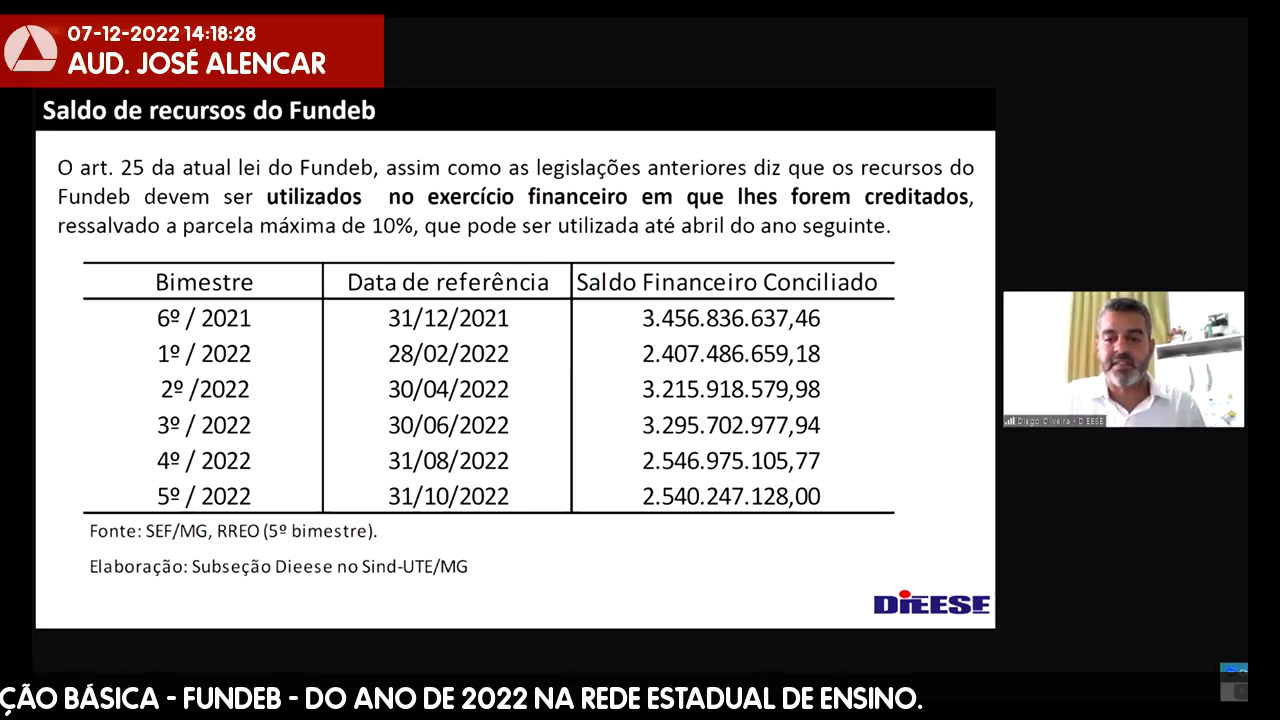 07-12-2022 14:18:28
AUD. JOSÉ ALENCAR
Saldo de recursos do Fundeb
O art. 25 da atual lei do Fundeb, assim como as legislações anteriores diz que os recursos do
Fundeb devem ser utilizados no exercício financeiro em que lhes forem creditados,
ressalvado a parcela máxima de 10%, que pode ser utilizada até abril do ano seguinte.
Bimestre Data de referência Saldo Financeiro Conciliado
6º / 2021 31/12/2021 3.456.836.637,46
1º / 2022 28/02/2022 2.407.486.659,18
2º /2022 30/04/2022 3.215.918.579,98
3º / 2022 30/06/2022 3.295.702.977,94
4º / 2022 31/08/2022 2.546.975.105,77
5º / 2022 31/10/2022 2.540.247.128,00
Fonte: SEF/MG, RREO (5º bimestre).
Elaboração: Subseção Dieese no Sind-UTE/MG
DIEESE
Diego Oliveira - DIEESE
ÇÃO BÁSICA - FUNDEB - DO ANO DE 2022 NA REDE ESTADUAL DE ENSINO.